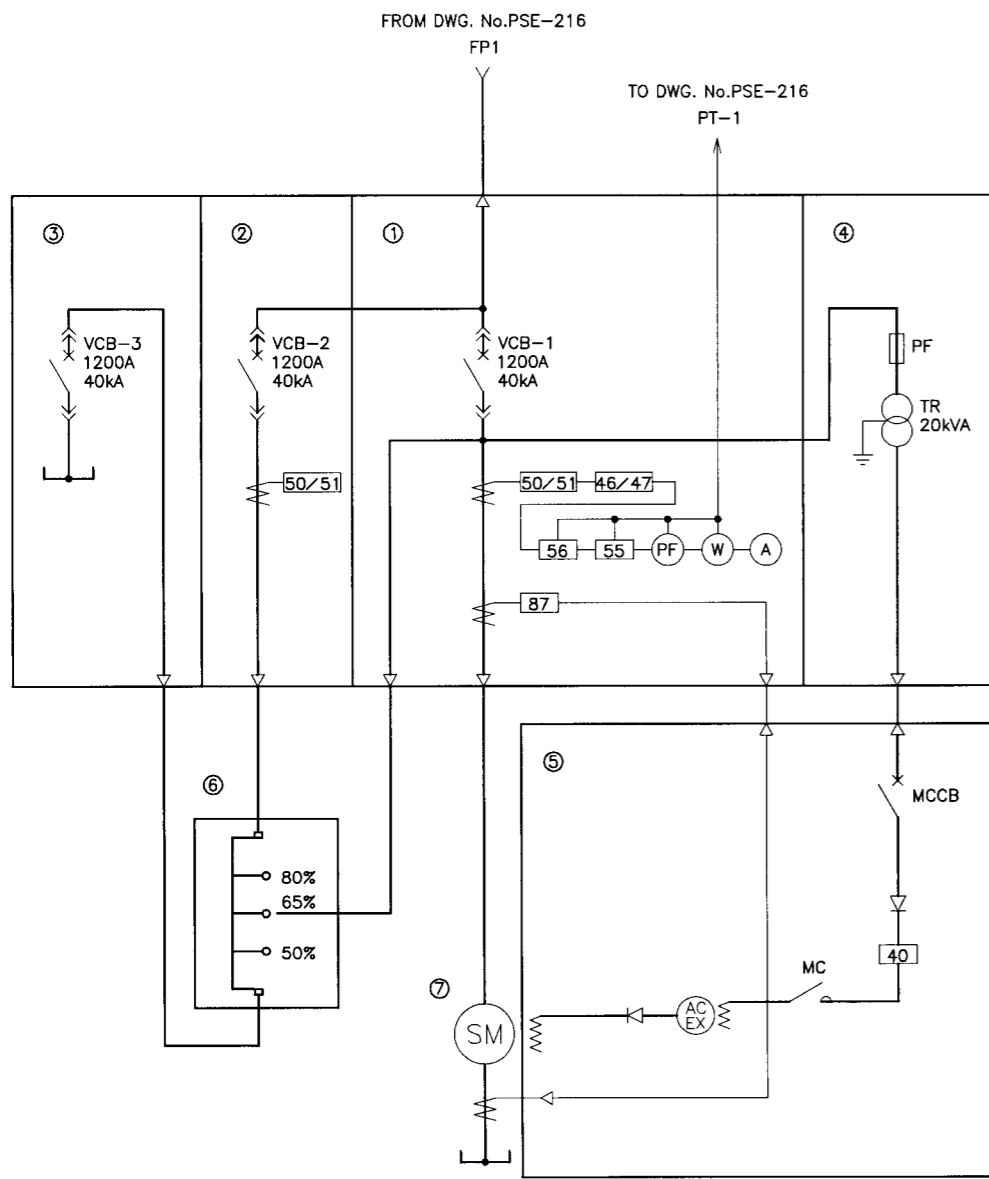 FROM DWG. No.PSE-216
FP1
TO DWG. No.PSE-216
PT-1
③
②
①
④
VCB-3
1200A
40kA
VCB-2
1200A
40kA
VCB-1
1200A
40kA
PF
TR
20kVA
50/51
50/51
46/47
56
55
PF
W
A
87
⑤
MCCB
⑥
80%
65%
50%
40
MC
AC
EX
⑦
SM